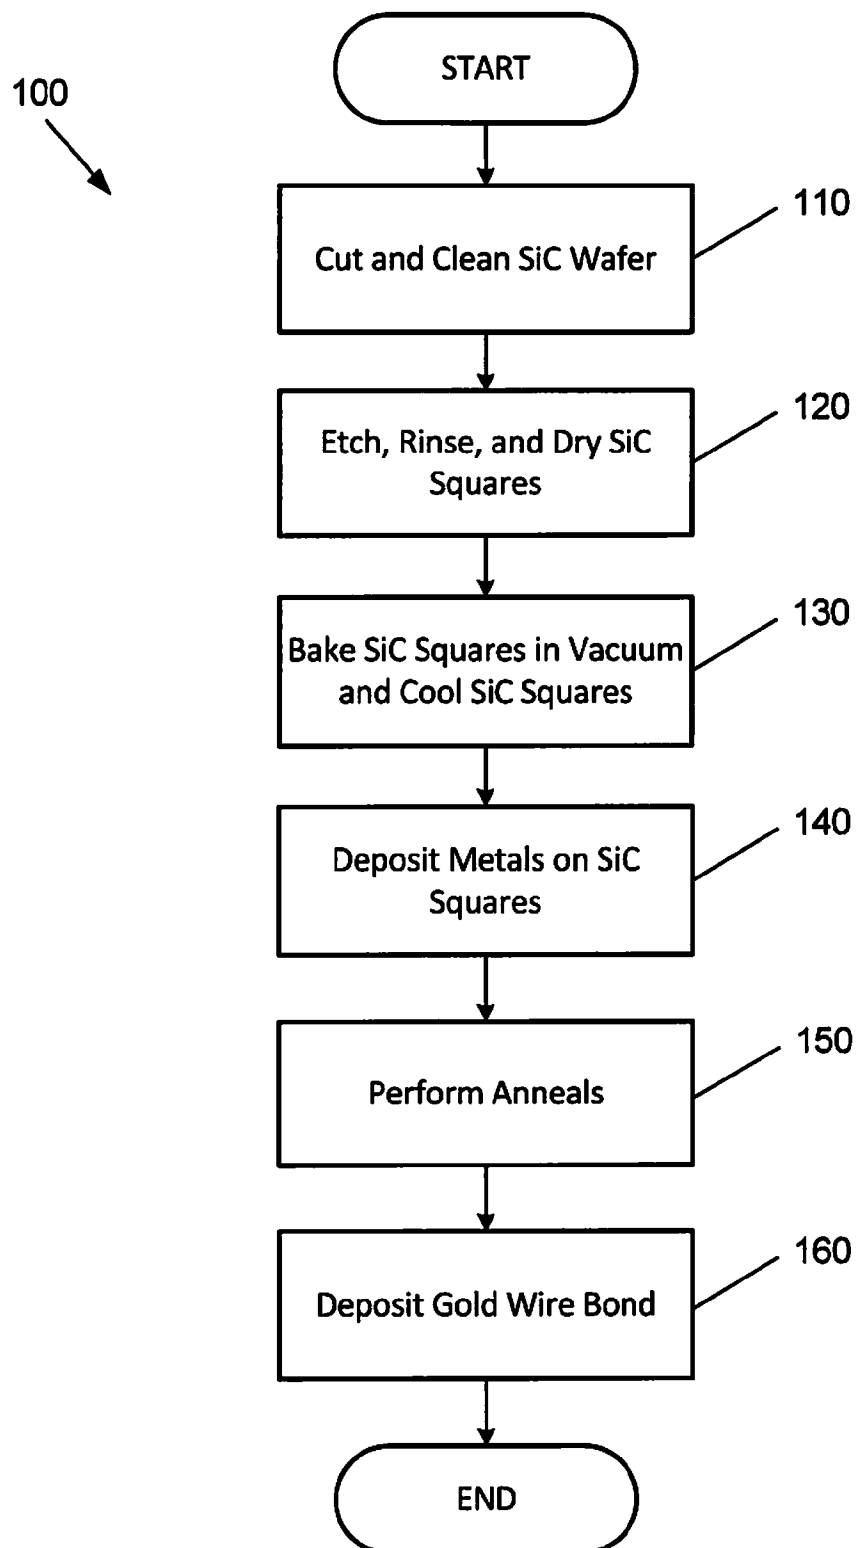 START
100
110
Cut and Clean SiC Wafer
120
Etch, Rinse, and Dry SiC
Squares
130
Bake SiC Squares in Vacuum
and Cool SiC Squares
140
Deposit Metals on SiC
Squares
150
Perform Anneals
160
Deposit Gold Wire Bond
END